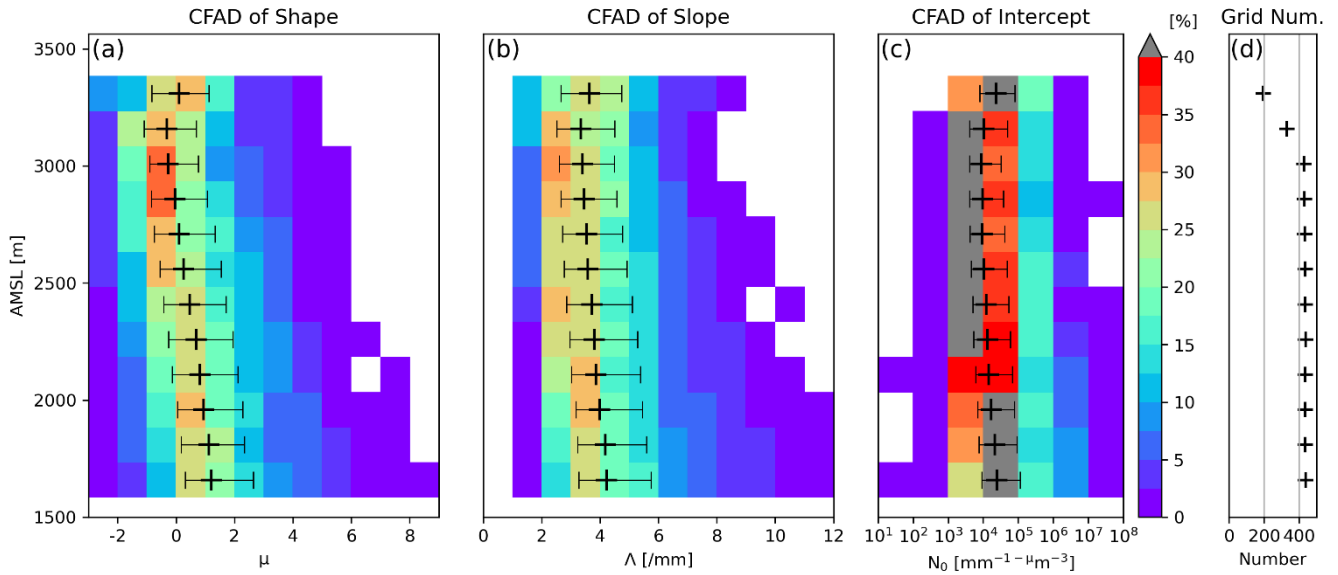 CFAD of Shape
CFAD of Slope
CFAD of Intercept
[%]
Grid Num.
(a)
(b)
(c)
(d)
3500
3000
2500
2000
1500
AMSL [m]
-2 0 2 4 6 8
μ
0 2 4 6 8 10 12
Λ [/mm]
10¹ 10² 10³ 10⁴ 10⁵ 10⁶ 10⁷ 10⁸
N₀ [mm⁻¹⁻ᵘm⁻³]
40
35
30
25
20
15
10
5
0
0 200 400
Number